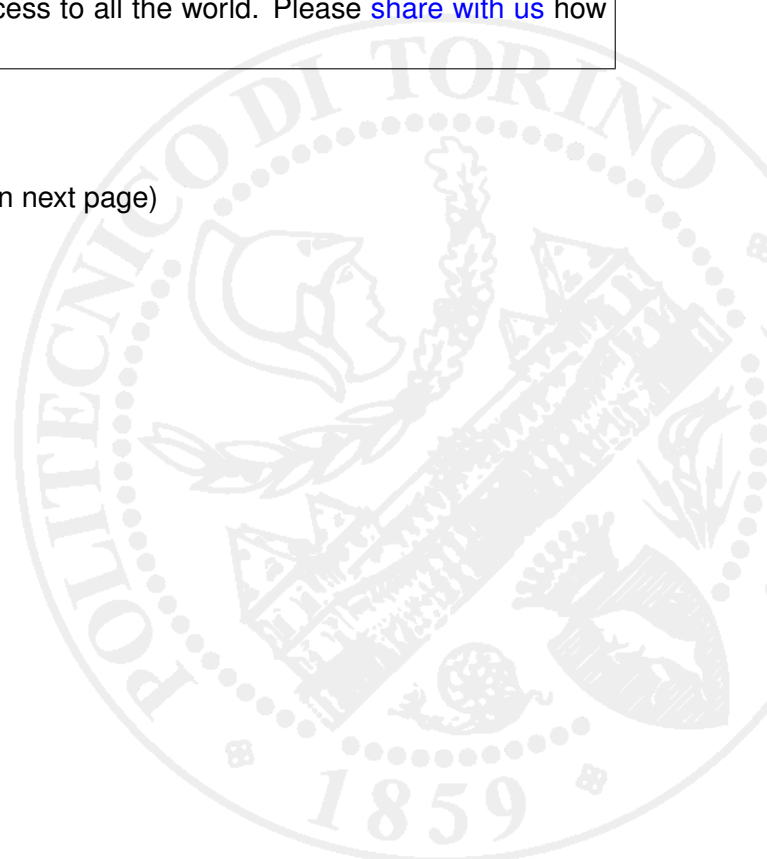 cess to all the world. Please share with us how
n next page)
POLITECNICO DI TORINO
1859